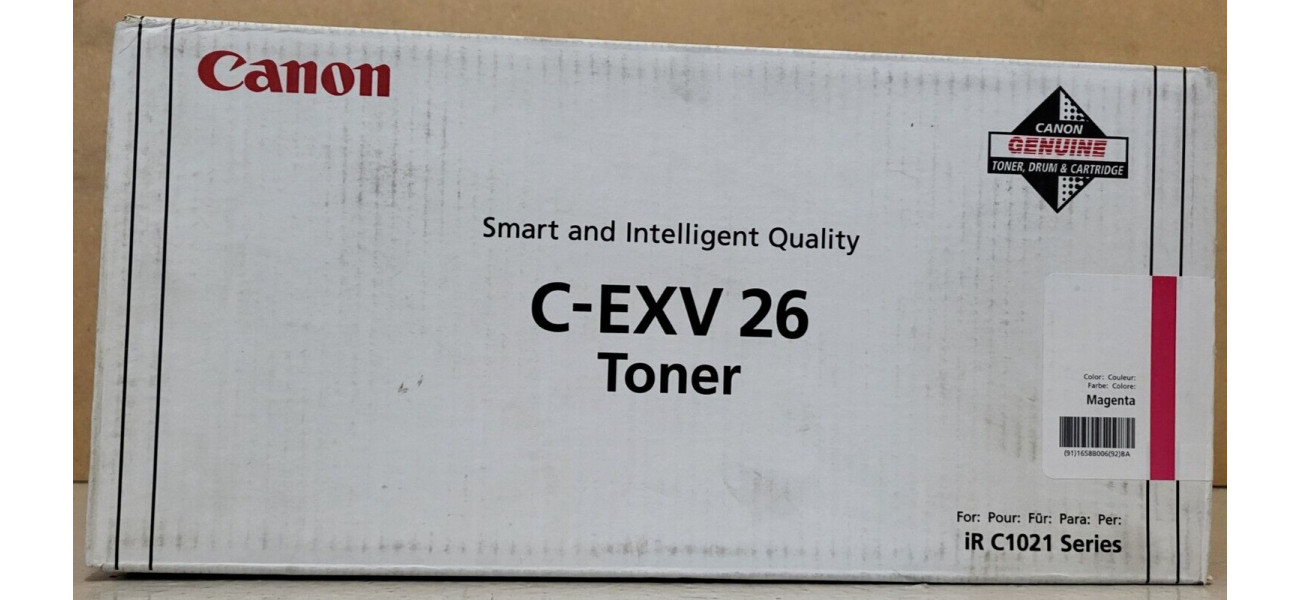 Canon
CANON
GENUINE
TONER, DRUM & CARTRIDGE
Smart and Intelligent Quality
C-EXV 26
Toner
Color: Couleur:
Farbe: Colore:
Magenta
(91)1658B006(92)BA
For: Pour: Für: Para: Per:
iR C1021 Series